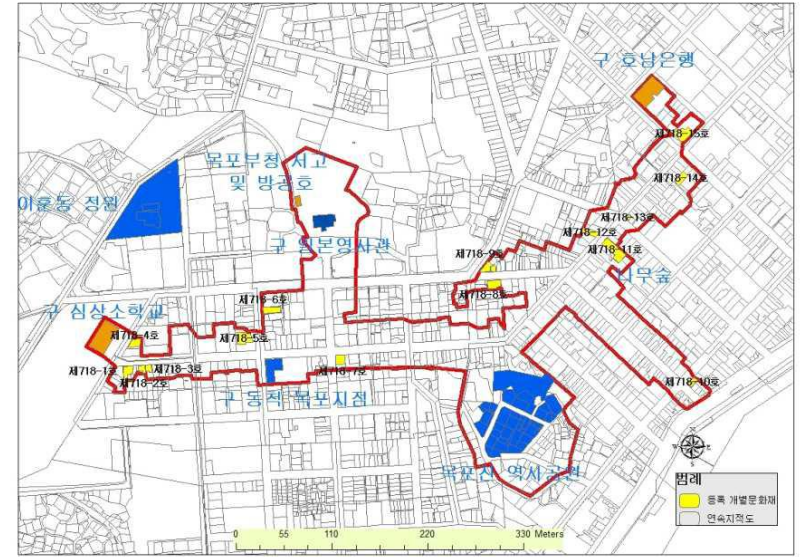 구 호남은행
제718-15호
목포부청 서고
및 방공호
제718-14호
이훈동 정원
제718-13호
제718-12호
구 일본영사관
제718-11호
제718-9호
나무숲
제718-8호
제718-6호
구 심상소학교
제718-4호
제718-5호
제718-1호
제718-3호
제718-7호
제718-2호
제718-10호
구 동척 목포지점
목포진 역사공원
N
W
E
S
범례
등록 개별문화재
연속지적도
0 55 110 220 330 Meters